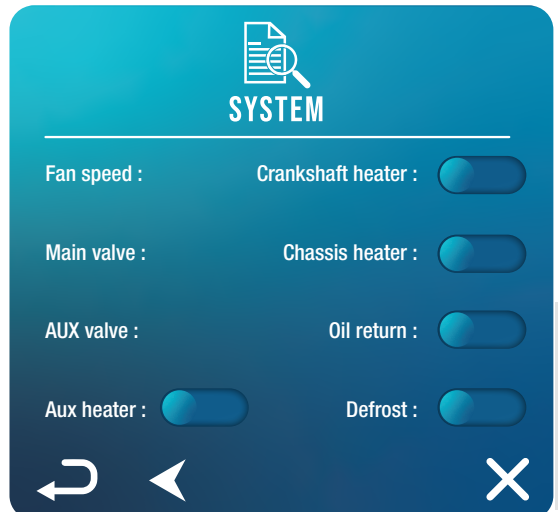 SYSTEM
Fan speed : Crankshaft heater :
Main valve : Chassis heater :
AUX valve : Oil return :
Aux heater : Defrost :